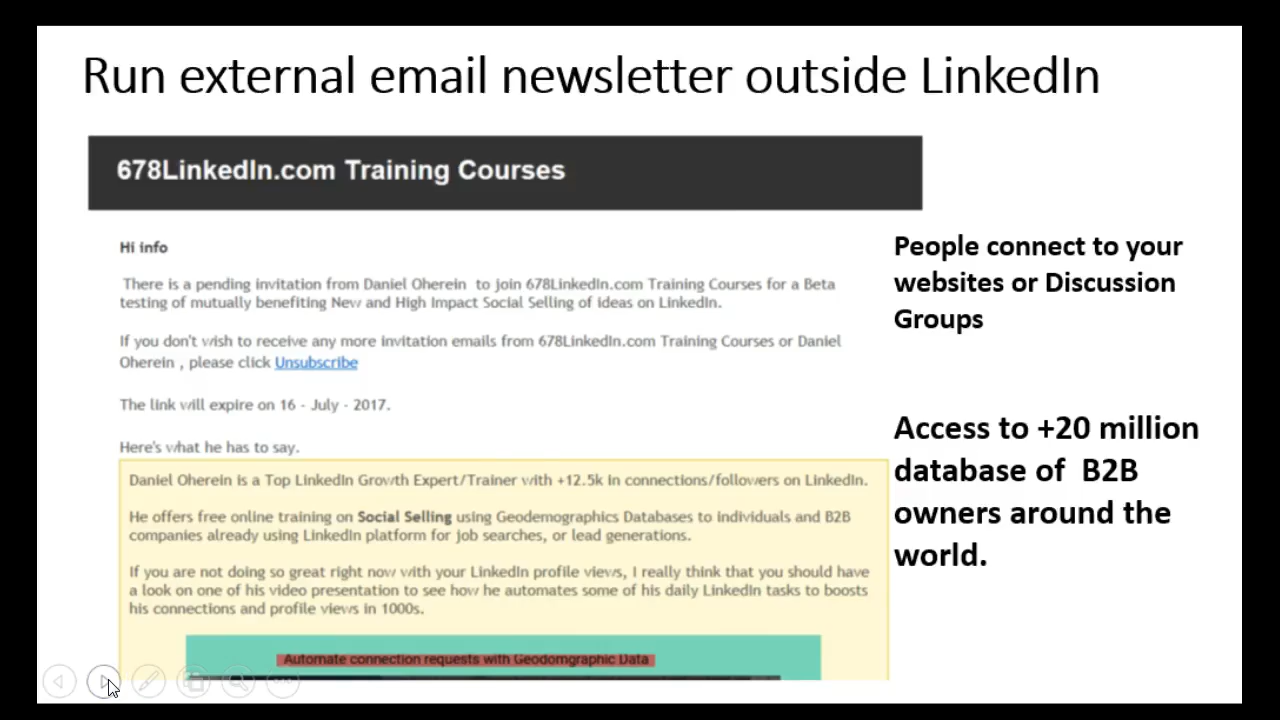 Run external email newsletter outside LinkedIn
678LinkedIn.com Training Courses
Hi info
There is a pending invitation from Daniel Oherein to join 678LinkedIn.com Training Courses for a Beta
testing of mutually benefiting New and High Impact Social Selling of ideas on LinkedIn.
If you don't wish to receive any more invitation emails from 678LinkedIn.com Training Courses or Daniel
Oherein , please click Unsubscribe
The link will expire on 16 - July - 2017.
Here's what he has to say.
Daniel Oherein is a Top LinkedIn Growth Expert/Trainer with +12.5k in connections/followers on LinkedIn.
He offers free online training on Social Selling using Geodemographics Databases to individuals and B2B
companies already using LinkedIn platform for job searches, or lead generations.
If you are not doing so great right now with your LinkedIn profile views, I really think that you should have
a look on one of his video presentation to see how he automates some of his daily LinkedIn tasks to boosts
his connections and profile views in 1000s.
Automate connection requests with Geodomgraphic Data
People connect to your
websites or Discussion
Groups
Access to +20 million
database of B2B
owners around the
world.